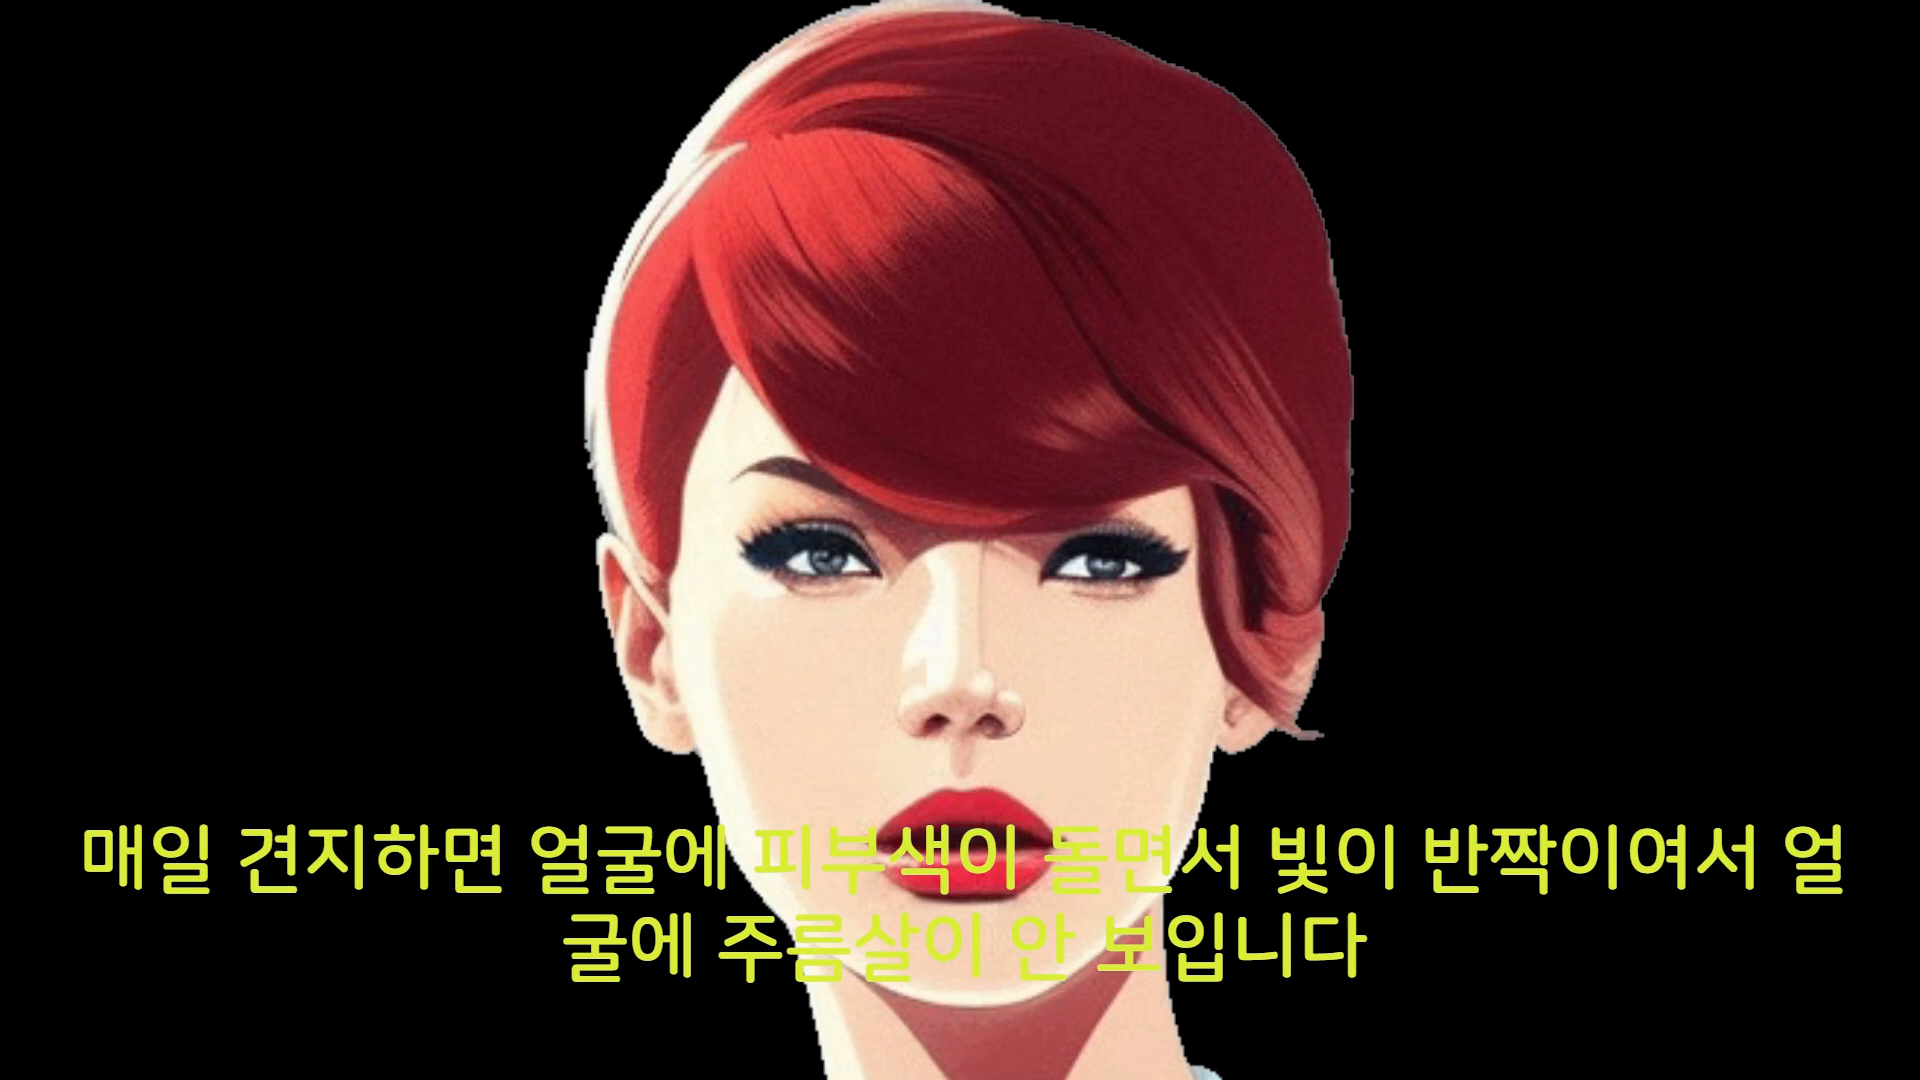 매일 견지하면 얼굴에 피부색이 돌면서 빛이 반짝이여서 얼
굴에 주름살이 안 보입니다